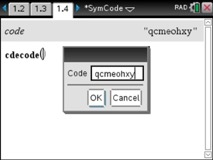 1.2 1.3 1.4 *SymCode RAD
code "qcmeohxy"
cdecode()
Code qcmeohxy
OK Cancel